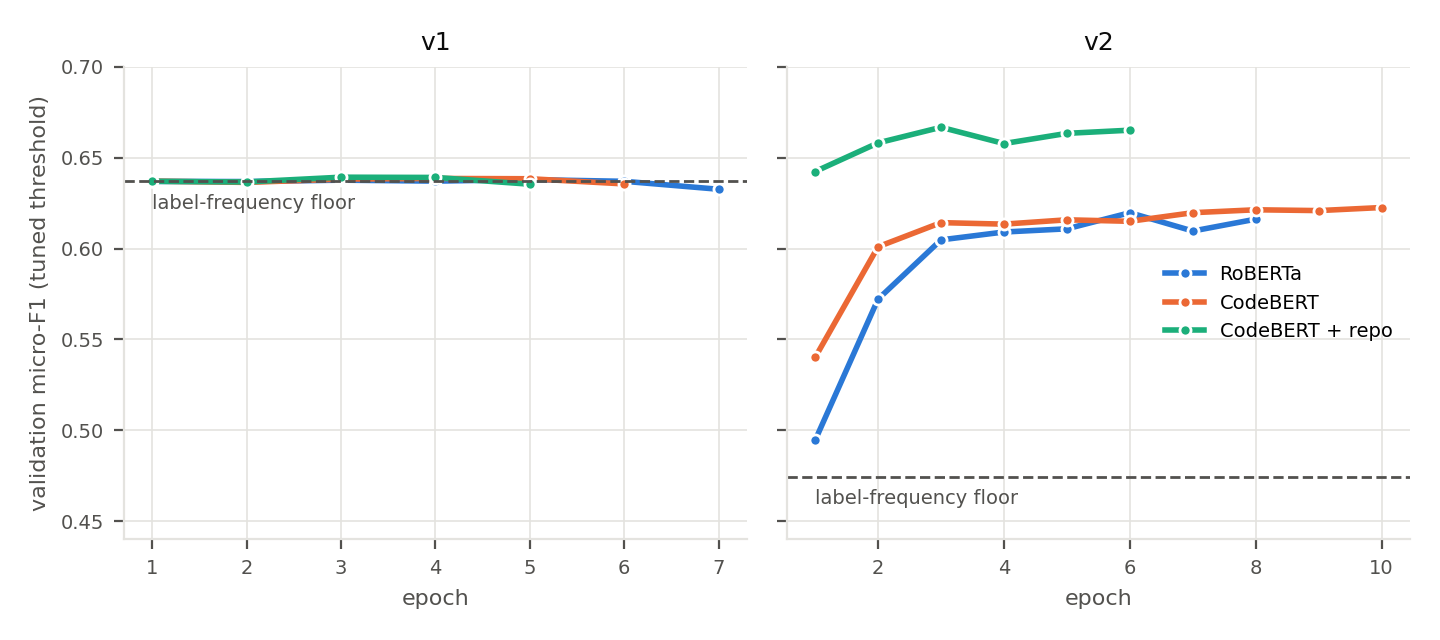 v1
v2
validation micro-F1 (tuned threshold)
0.70
0.65
0.60
0.55
0.50
0.45
label-frequency floor
label-frequency floor
RoBERTa
CodeBERT
CodeBERT + repo
1 2 3 4 5 6 7
2 4 6 8 10
epoch
epoch